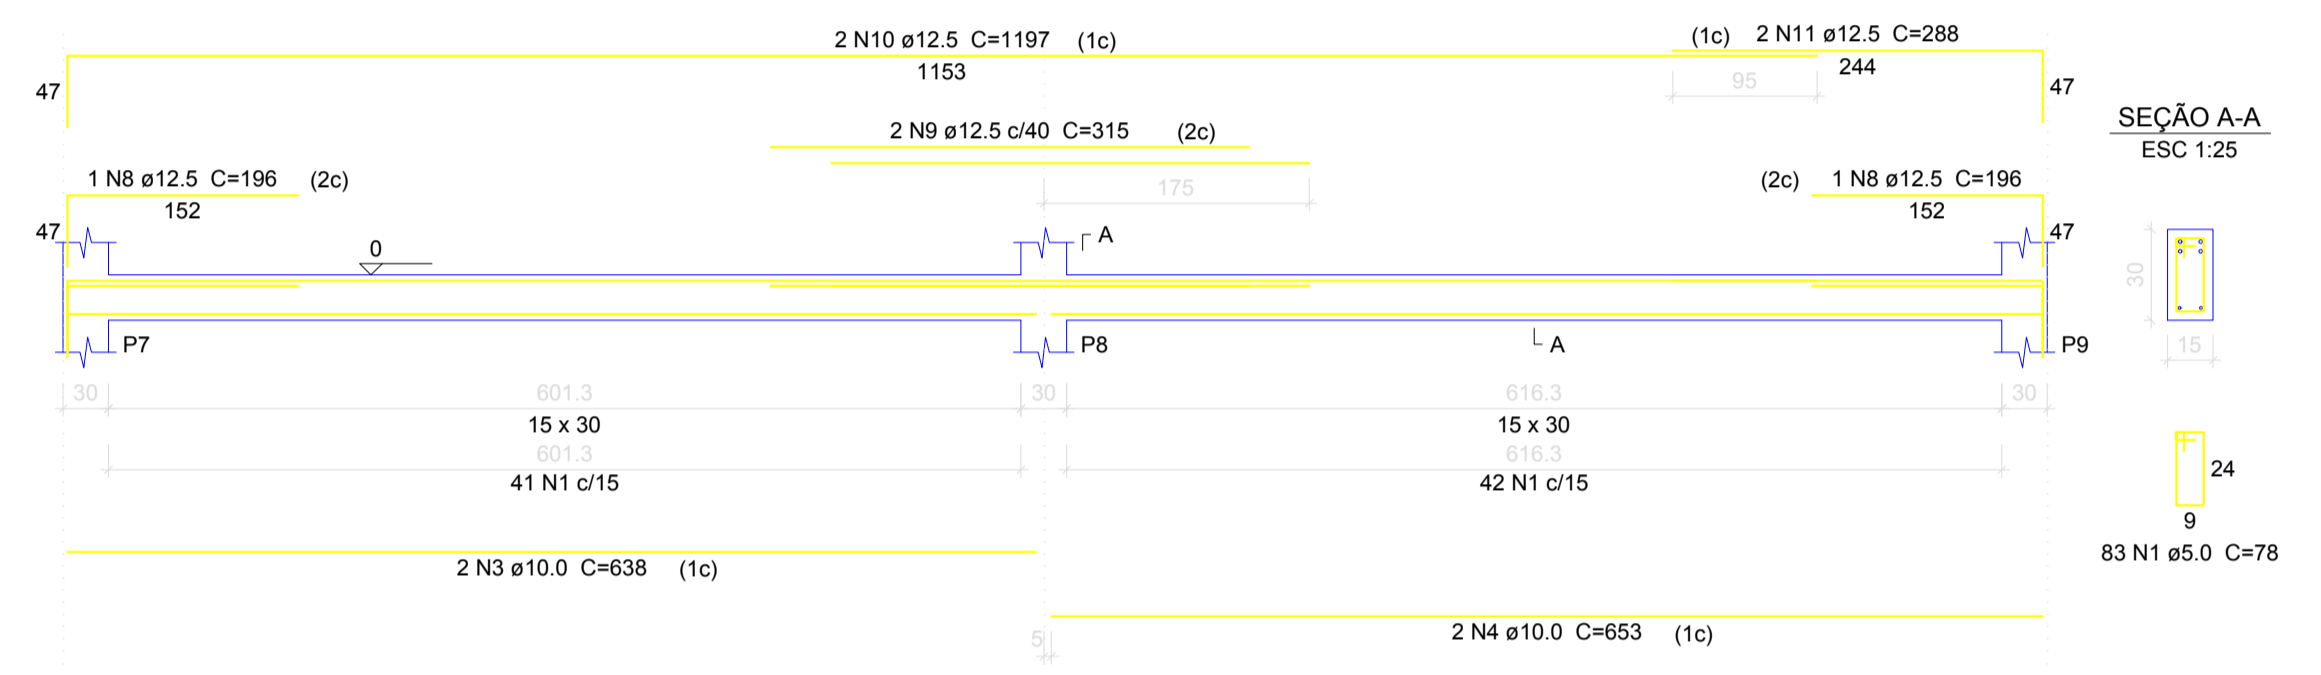 2 N10 ø12.5 C=1197 (1c)
1153
47
(1c) 2 N11 ø12.5 C=288
244
95
47
2 N9 ø12.5 c/40 C=315 (2c)
175
1 N8 ø12.5 C=196 (2c)
152
47
(2c) 1 N8 ø12.5 C=196
152
47
0
A
A
P7
P8
P9
30
601.3
30
616.3
30
15 x 30
15 x 30
601.3
616.3
41 N1 c/15
42 N1 c/15
2 N3 ø10.0 C=638 (1c)
2 N4 ø10.0 C=653 (1c)
5
SEÇÃO A-A
ESC 1:25
30
15
24
9
83 N1 ø5.0 C=78